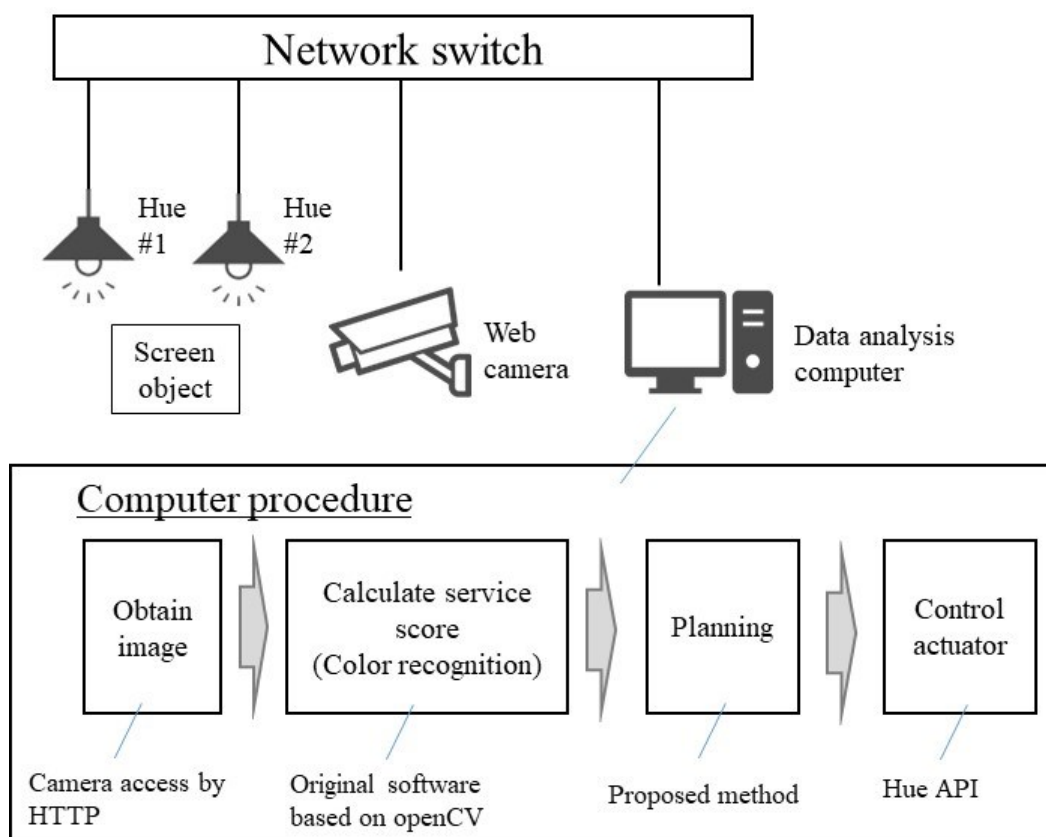 Network switch
Hue
#1
Hue
#2
Screen
object
Web
camera
Data analysis
computer
Computer procedure
Obtain
image
Calculate service
score
(Color recognition)
Planning
Control
actuator
Camera access by
HTTP
Original software
based on openCV
Proposed method
Hue API